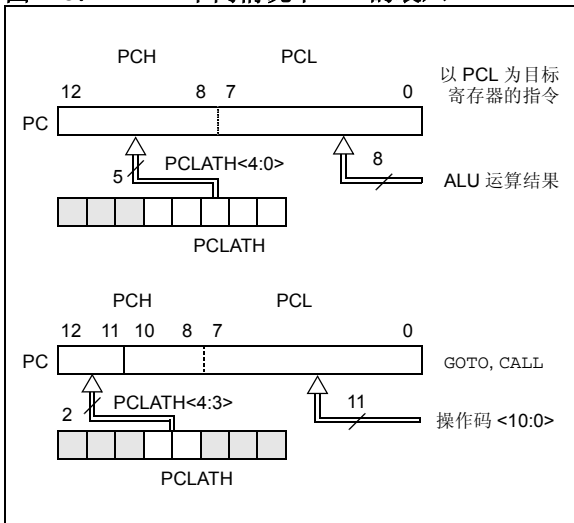 PCH PCL
12 8 7 0
PC
以 PCL 为目标
寄存器的指令
5 PCLATH<4:0>
8
ALU 运算结果
PCLATH
PCH PCL
12 11 10 8 7 0
PC
GOTO, CALL
2 PCLATH<4:3>
11
操作码 <10:0>
PCLATH